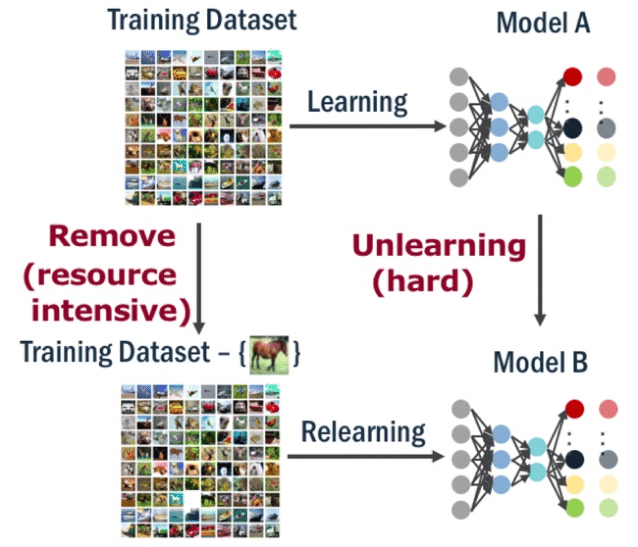 Training Dataset
Model A
Learning
Remove
(resource
intensive)
Unlearning
(hard)
Training Dataset – { }
Model B
Relearning